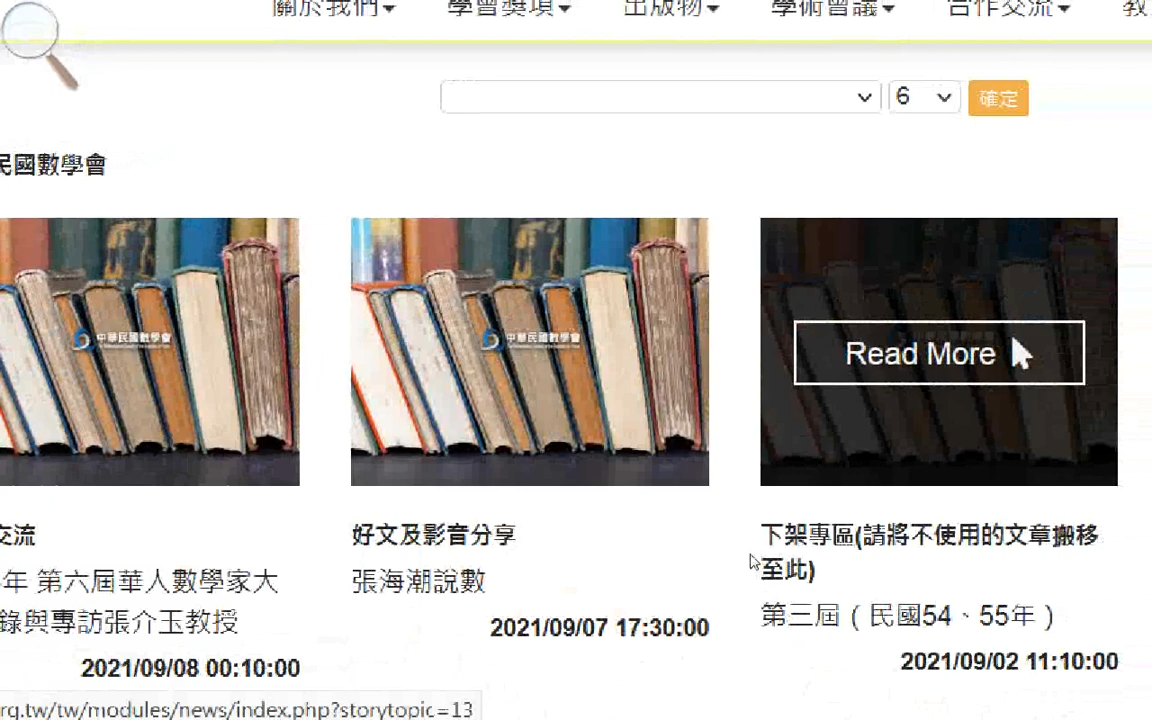 關於我們 學會獎項 出版物 學術會議 合作交流 教
6 確定
民國數學會
中華民國數學會
中華民國數學會
Read More
交流
年 第六屆華人數學家大
錄與專訪張介玉教授
2021/09/08 00:10:00
好文及影音分享
張海潮說數
2021/09/07 17:30:00
下架專區(請將不使用的文章搬移
至此)
第三屆（民國54、55年）
2021/09/02 11:10:00
rg.tw/tw/modules/news/index.php?storytopic=13